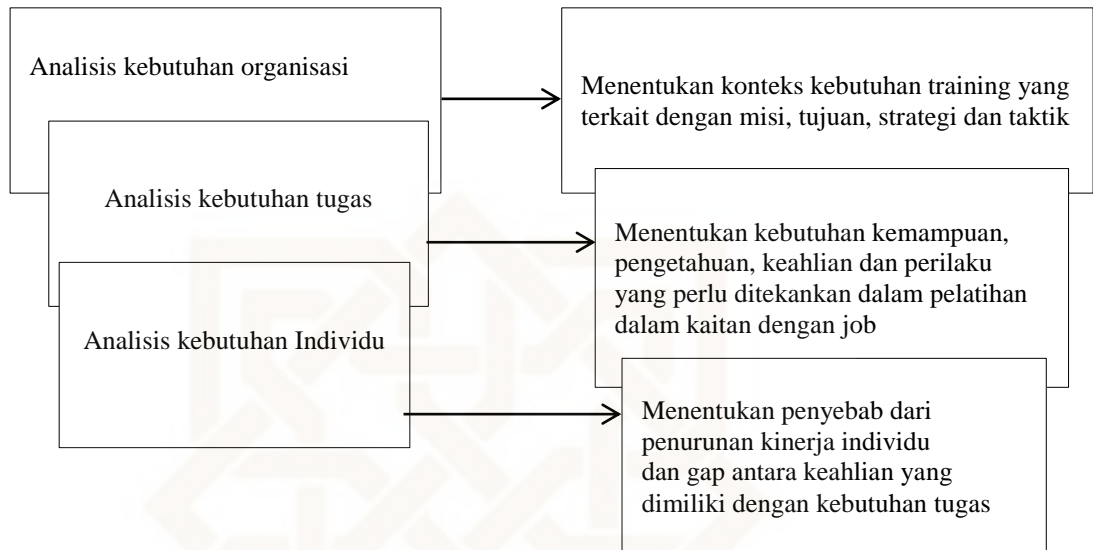 Analisis kebutuhan organisasi
Menentukan konteks kebutuhan training yang
terkait dengan misi, tujuan, strategi dan taktik
Analisis kebutuhan tugas
Menentukan kebutuhan kemampuan,
pengetahuan, keahlian dan perilaku
yang perlu ditekankan dalam pelatihan
dalam kaitan dengan job
Analisis kebutuhan Individu
Menentukan penyebab dari
penurunan kinerja individu
dan gap antara keahlian yang
dimiliki dengan kebutuhan tugas